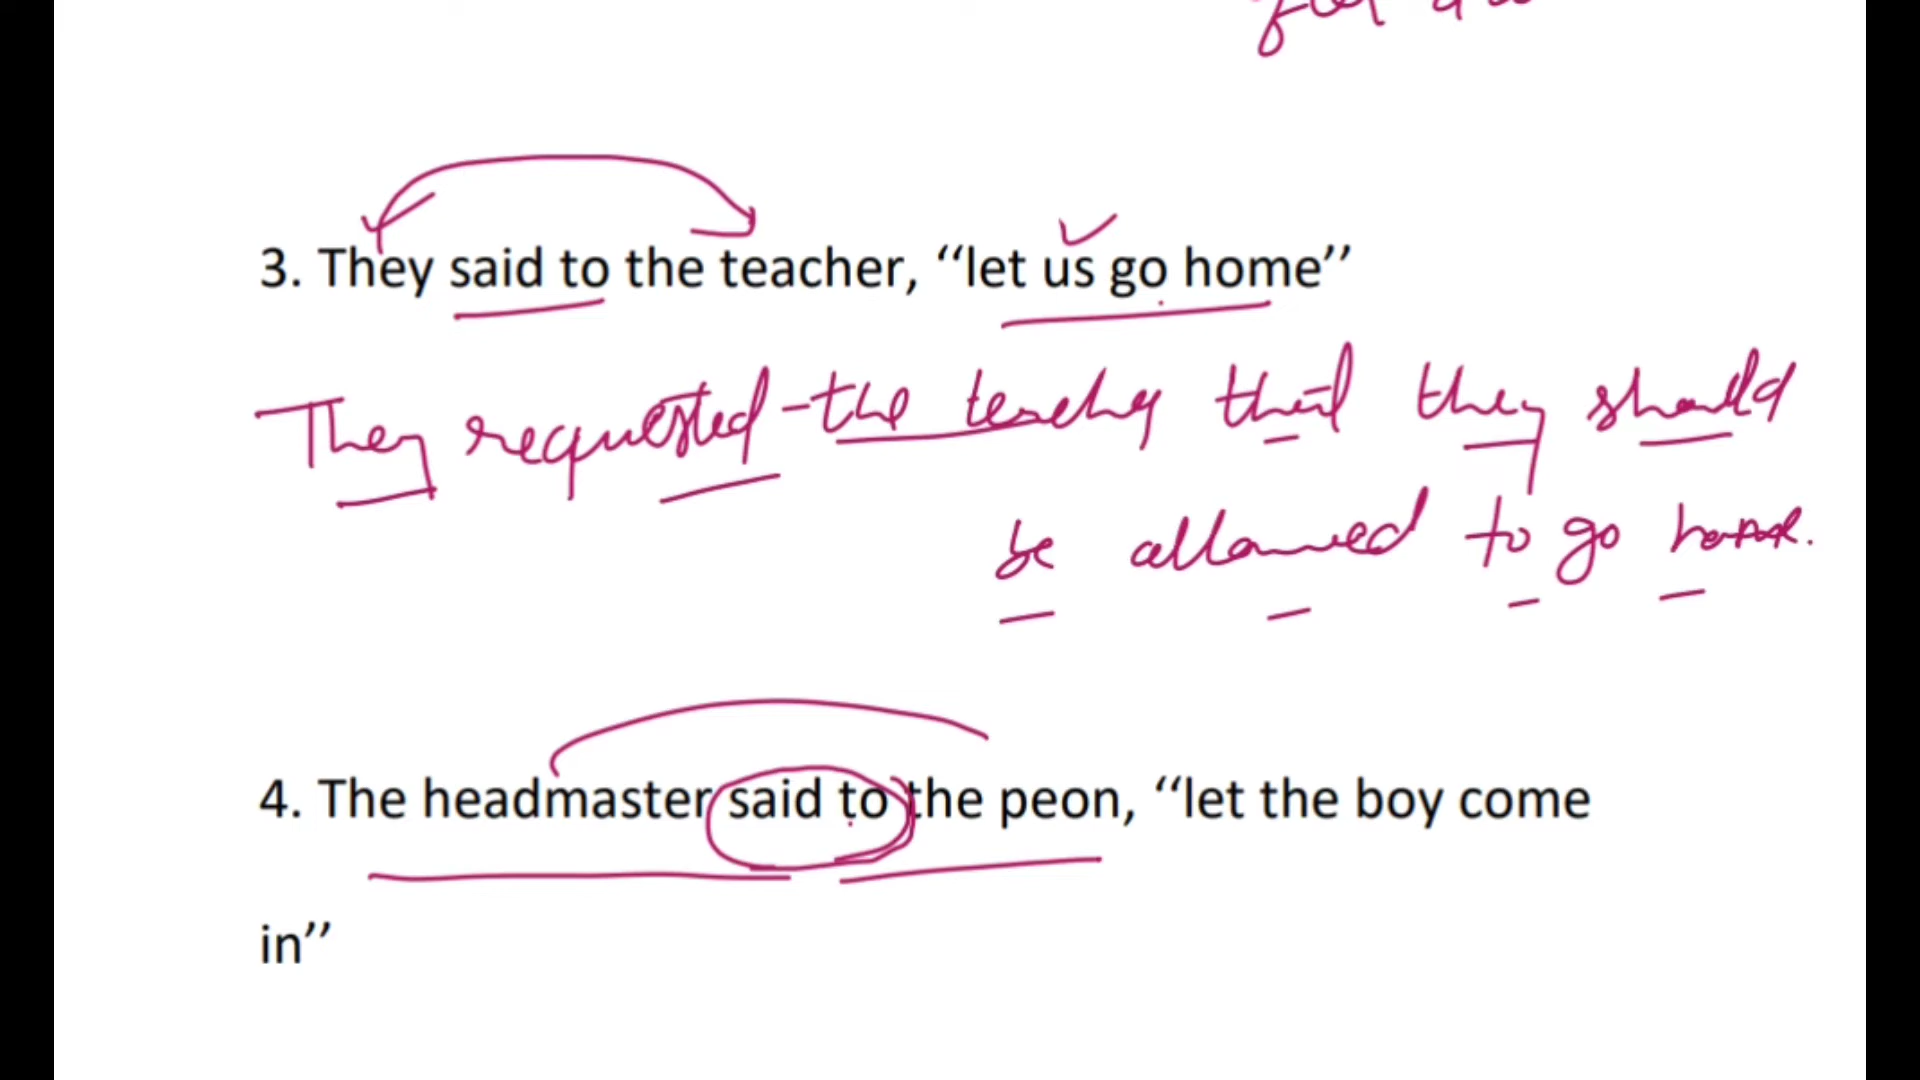 3. They said to the teacher, ‘‘let us go home’’
They requested the teacher that they should
be allowed to go home.
4. The headmaster said to the peon, ‘‘let the boy come
in’’